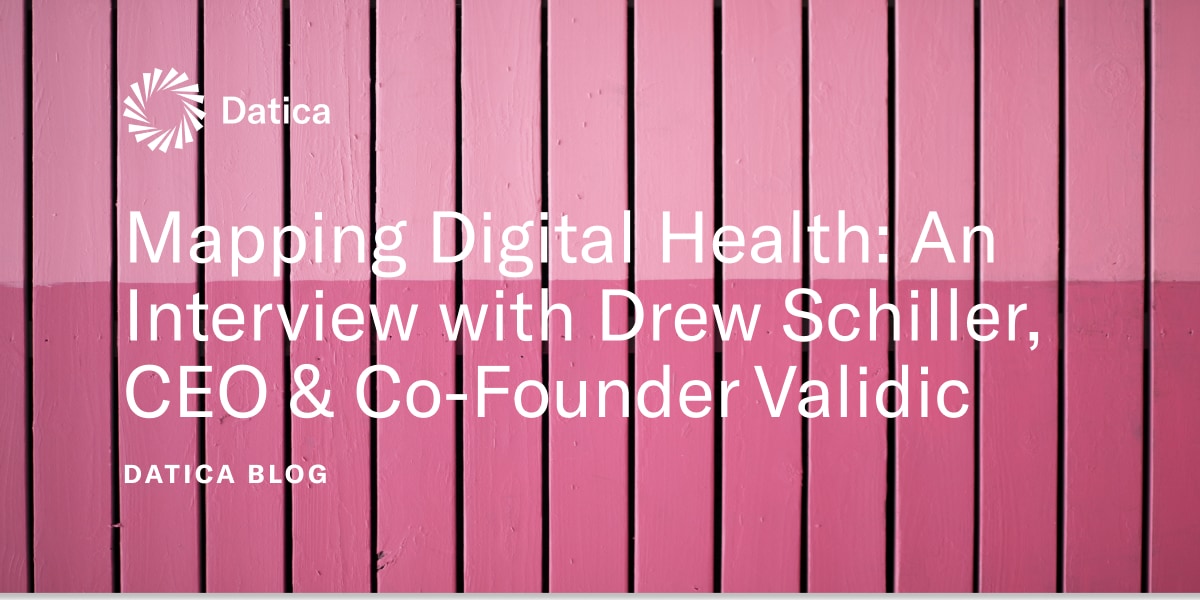 Datica
Mapping Digital Health: An
Interview with Drew Schiller,
CEO & Co-Founder Validic
DATICA BLOG